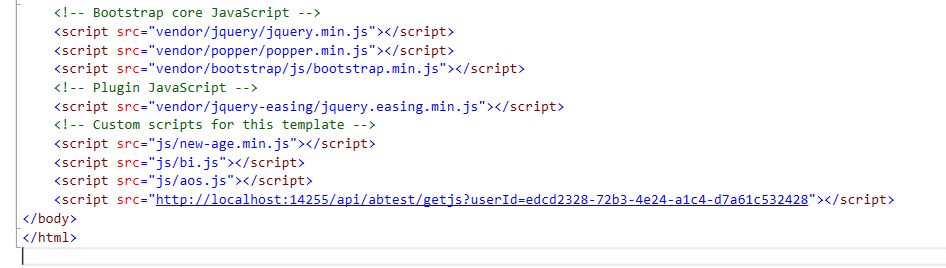 <!-- Bootstrap core JavaScript -->
<script src="vendor/jquery/jquery.min.js"></script>
<script src="vendor/popper/popper.min.js"></script>
<script src="vendor/bootstrap/js/bootstrap.min.js"></script>
<!-- Plugin JavaScript -->
<script src="vendor/jquery-easing/jquery.easing.min.js"></script>
<!-- Custom scripts for this template -->
<script src="js/new-age.min.js"></script>
<script src="js/bi.js"></script>
<script src="js/aos.js"></script>
<script src="http://localhost:14255/api/abtest/getjs?userId=edcd2328-72b3-4e24-a1c4-d7a61c532428"></script>
</body>
</html>